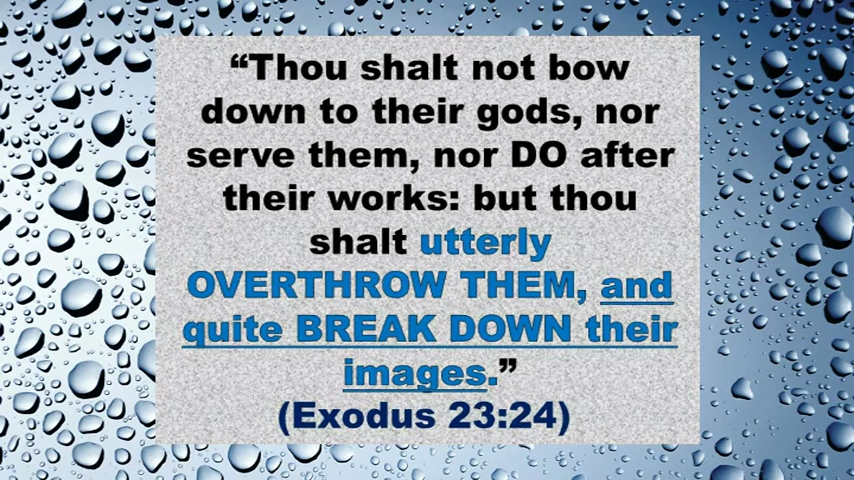 “Thou shalt not bow
down to their gods, nor
serve them, nor DO after
their works: but thou
shalt utterly
OVERTHROW THEM, and
quite BREAK DOWN their
images.”
(Exodus 23:24)